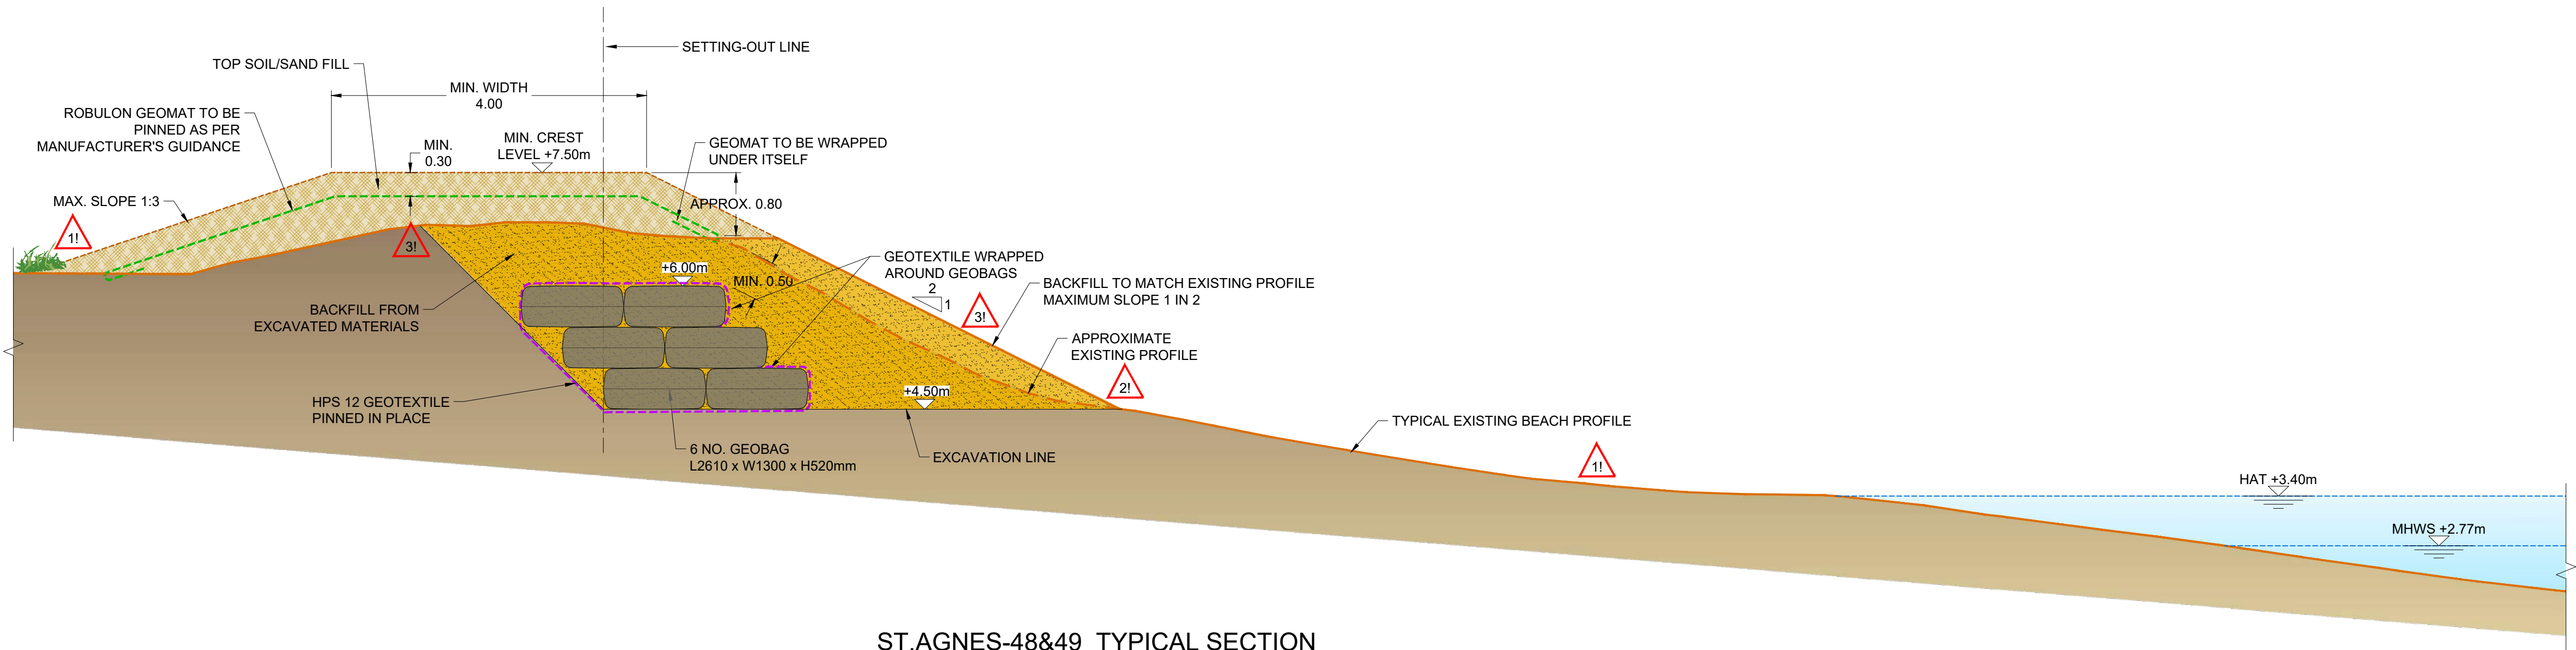 SETTING-OUT LINE
TOP SOIL/SAND FILL
MIN. WIDTH
4.00
ROBULON GEOMAT TO BE
PINNED AS PER
MANUFACTURER'S GUIDANCE
MIN.
0.30
MIN. CREST
LEVEL +7.50m
GEOMAT TO BE WRAPPED
UNDER ITSELF
MAX. SLOPE 1:3
APPROX. 0.80
1!
3!
GEOTEXTILE WRAPPED
AROUND GEOBAGS
+6.00m
MIN. 0.50
2
1
BACKFILL TO MATCH EXISTING PROFILE
MAXIMUM SLOPE 1 IN 2
3!
BACKFILL FROM
EXCAVATED MATERIALS
APPROXIMATE
EXISTING PROFILE
2!
+4.50m
HPS 12 GEOTEXTILE
PINNED IN PLACE
TYPICAL EXISTING BEACH PROFILE
6 NO. GEOBAG
L2610 x W1300 x H520mm
EXCAVATION LINE
1!
HAT +3.40m
MHWS +2.77m
ST.AGNES-48&49 TYPICAL SECTION